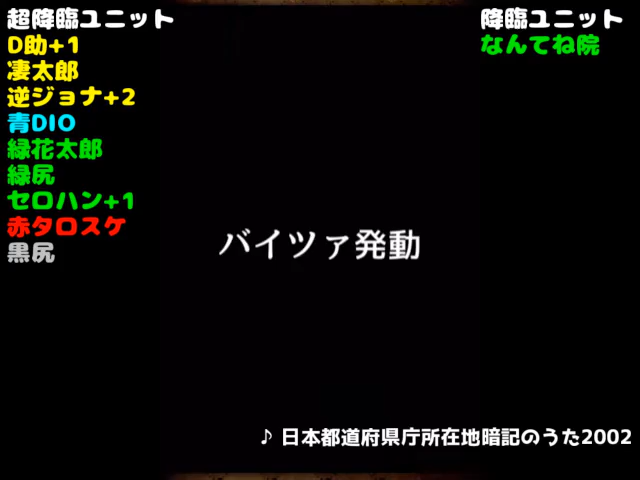 超降臨ユニット
D助+1
凄太郎
逆ジョナ+2
青DIO
緑花太郎
緑尻
セロハン+1
赤タロスケ
黒尻
降臨ユニット
なんてね院
バイツァ発動
♪ 日本都道府県庁所在地暗記のうた2002